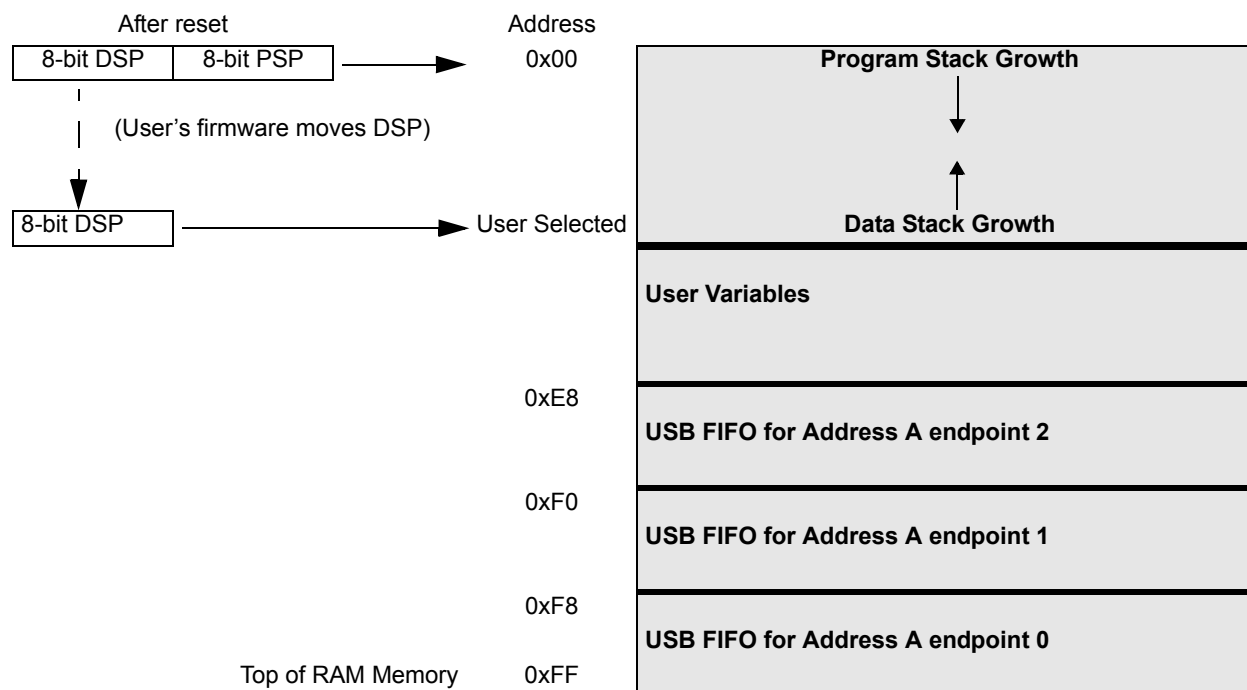 After reset Address
8-bit DSP 8-bit PSP 0x00 Program Stack Growth
(User's firmware moves DSP)
8-bit DSP User Selected Data Stack Growth
User Variables
0xE8
USB FIFO for Address A endpoint 2
0xF0
USB FIFO for Address A endpoint 1
0xF8
USB FIFO for Address A endpoint 0
Top of RAM Memory 0xFF